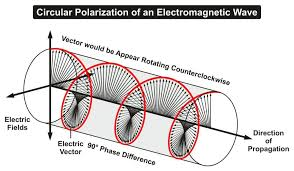 Circular Polarization of an Electromagnetic Wave
Vector would be Appear Rotating Counterclockwise
Electric
Fields
Electric
Vector
90° Phase Difference
Direction
of
Propagation